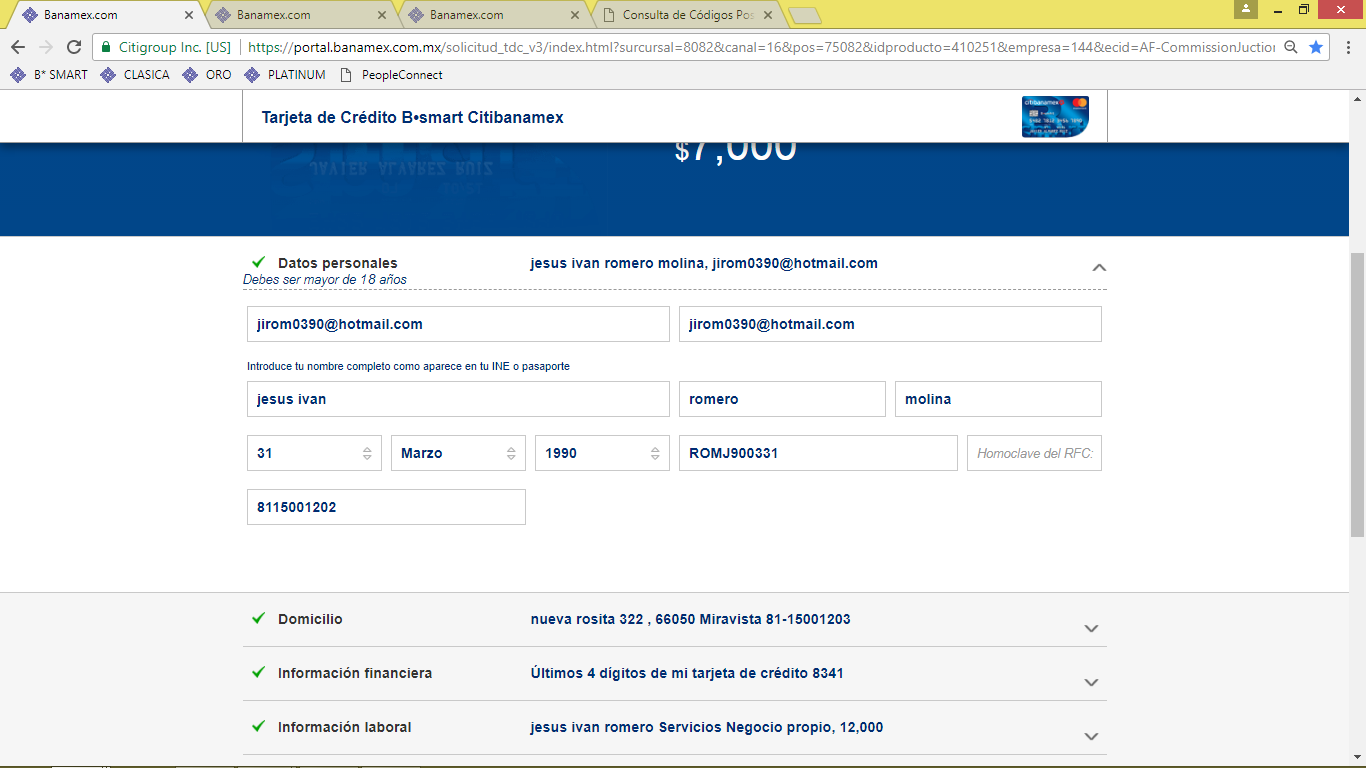 Banamex.com
Banamex.com
Banamex.com
Consulta de Códigos Pos
Citigroup Inc. [US]
https://portal.banamex.com.mx/solicitud_tdc_v3/index.html?surcursal=8082&canal=16&pos=75082&idproducto=410251&empresa=144&ecid=AF-CommissionJuction
B* SMART
CLASICA
ORO
PLATINUM
PeopleConnect
Tarjeta de Crédito B•smart Citibanamex
citibanamex
$7,000
JAVIER ALVAREZ RUIZ
Datos personales
jesus ivan romero molina, jirom0390@hotmail.com
Debes ser mayor de 18 años
jirom0390@hotmail.com
jirom0390@hotmail.com
Introduce tu nombre completo como aparece en tu INE o pasaporte
jesus ivan
romero
molina
31
Marzo
1990
ROMJ900331
Homoclave del RFC:
8115001202
Domicilio
nueva rosita 322 , 66050 Miravista 81-15001203
Información financiera
Últimos 4 dígitos de mi tarjeta de crédito 8341
Información laboral
jesus ivan romero Servicios Negocio propio, 12,000